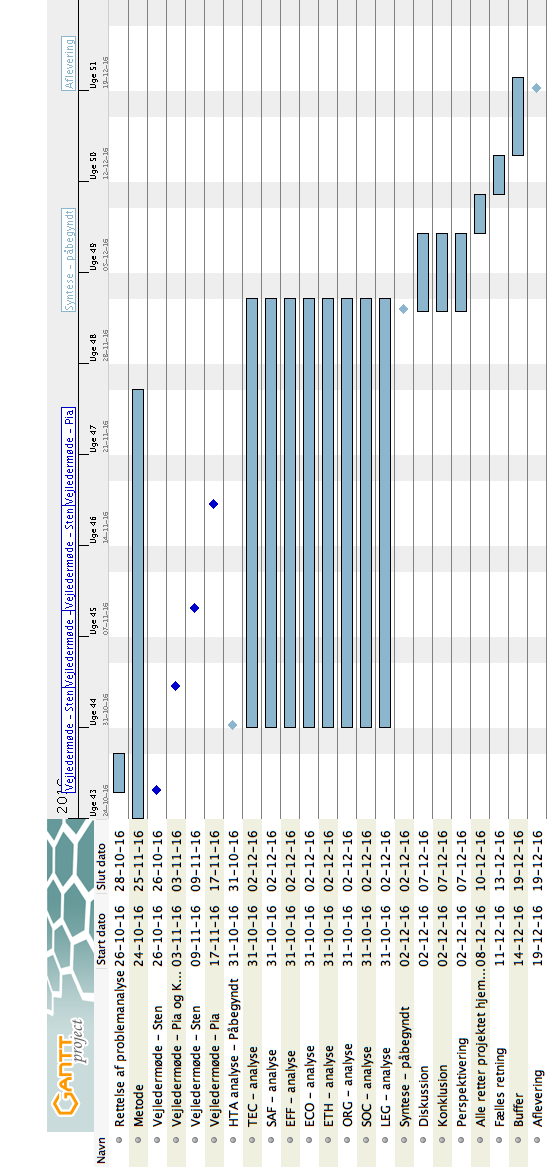 GANTT
project
2016
Vejledermøde - Sten
Vejledermøde -
Vejledermøde - Sten
Vejledermøde - Pia
Syntese - påbegyndt
Aflevering
Navn Start dato Slut dato
Uge 43 Uge 44 Uge 45 Uge 46 Uge 47 Uge 48 Uge 49 Uge 50 Uge 51
24-10-16 31-10-16 07-11-16 14-11-16 21-11-16 28-11-16 05-12-16 12-12-16 19-12-16
Rettelse af problemanalyse 26-10-16 28-10-16
Metode 24-10-16 25-11-16
Vejledermøde - Sten 26-10-16 26-10-16
Vejledermøde - Pia og K... 03-11-16 03-11-16
Vejledermøde - Sten 09-11-16 09-11-16
Vejledermøde - Pia 17-11-16 17-11-16
HTA analyse - Påbegyndt 31-10-16 31-10-16
TEC - analyse 31-10-16 02-12-16
SAF - analyse 31-10-16 02-12-16
EFF - analyse 31-10-16 02-12-16
ECO - analyse 31-10-16 02-12-16
ETH - analyse 31-10-16 02-12-16
ORG - analyse 31-10-16 02-12-16
SOC - analyse 31-10-16 02-12-16
LEG - analyse 31-10-16 02-12-16
Syntese - påbegyndt 02-12-16 02-12-16
Diskussion 02-12-16 07-12-16
Konklusion 02-12-16 07-12-16
Perspektivering 02-12-16 07-12-16
Alle retter projektet hjem... 08-12-16 10-12-16
Fælles retning 11-12-16 13-12-16
Buffer 14-12-16 19-12-16
Aflevering 19-12-16 19-12-16